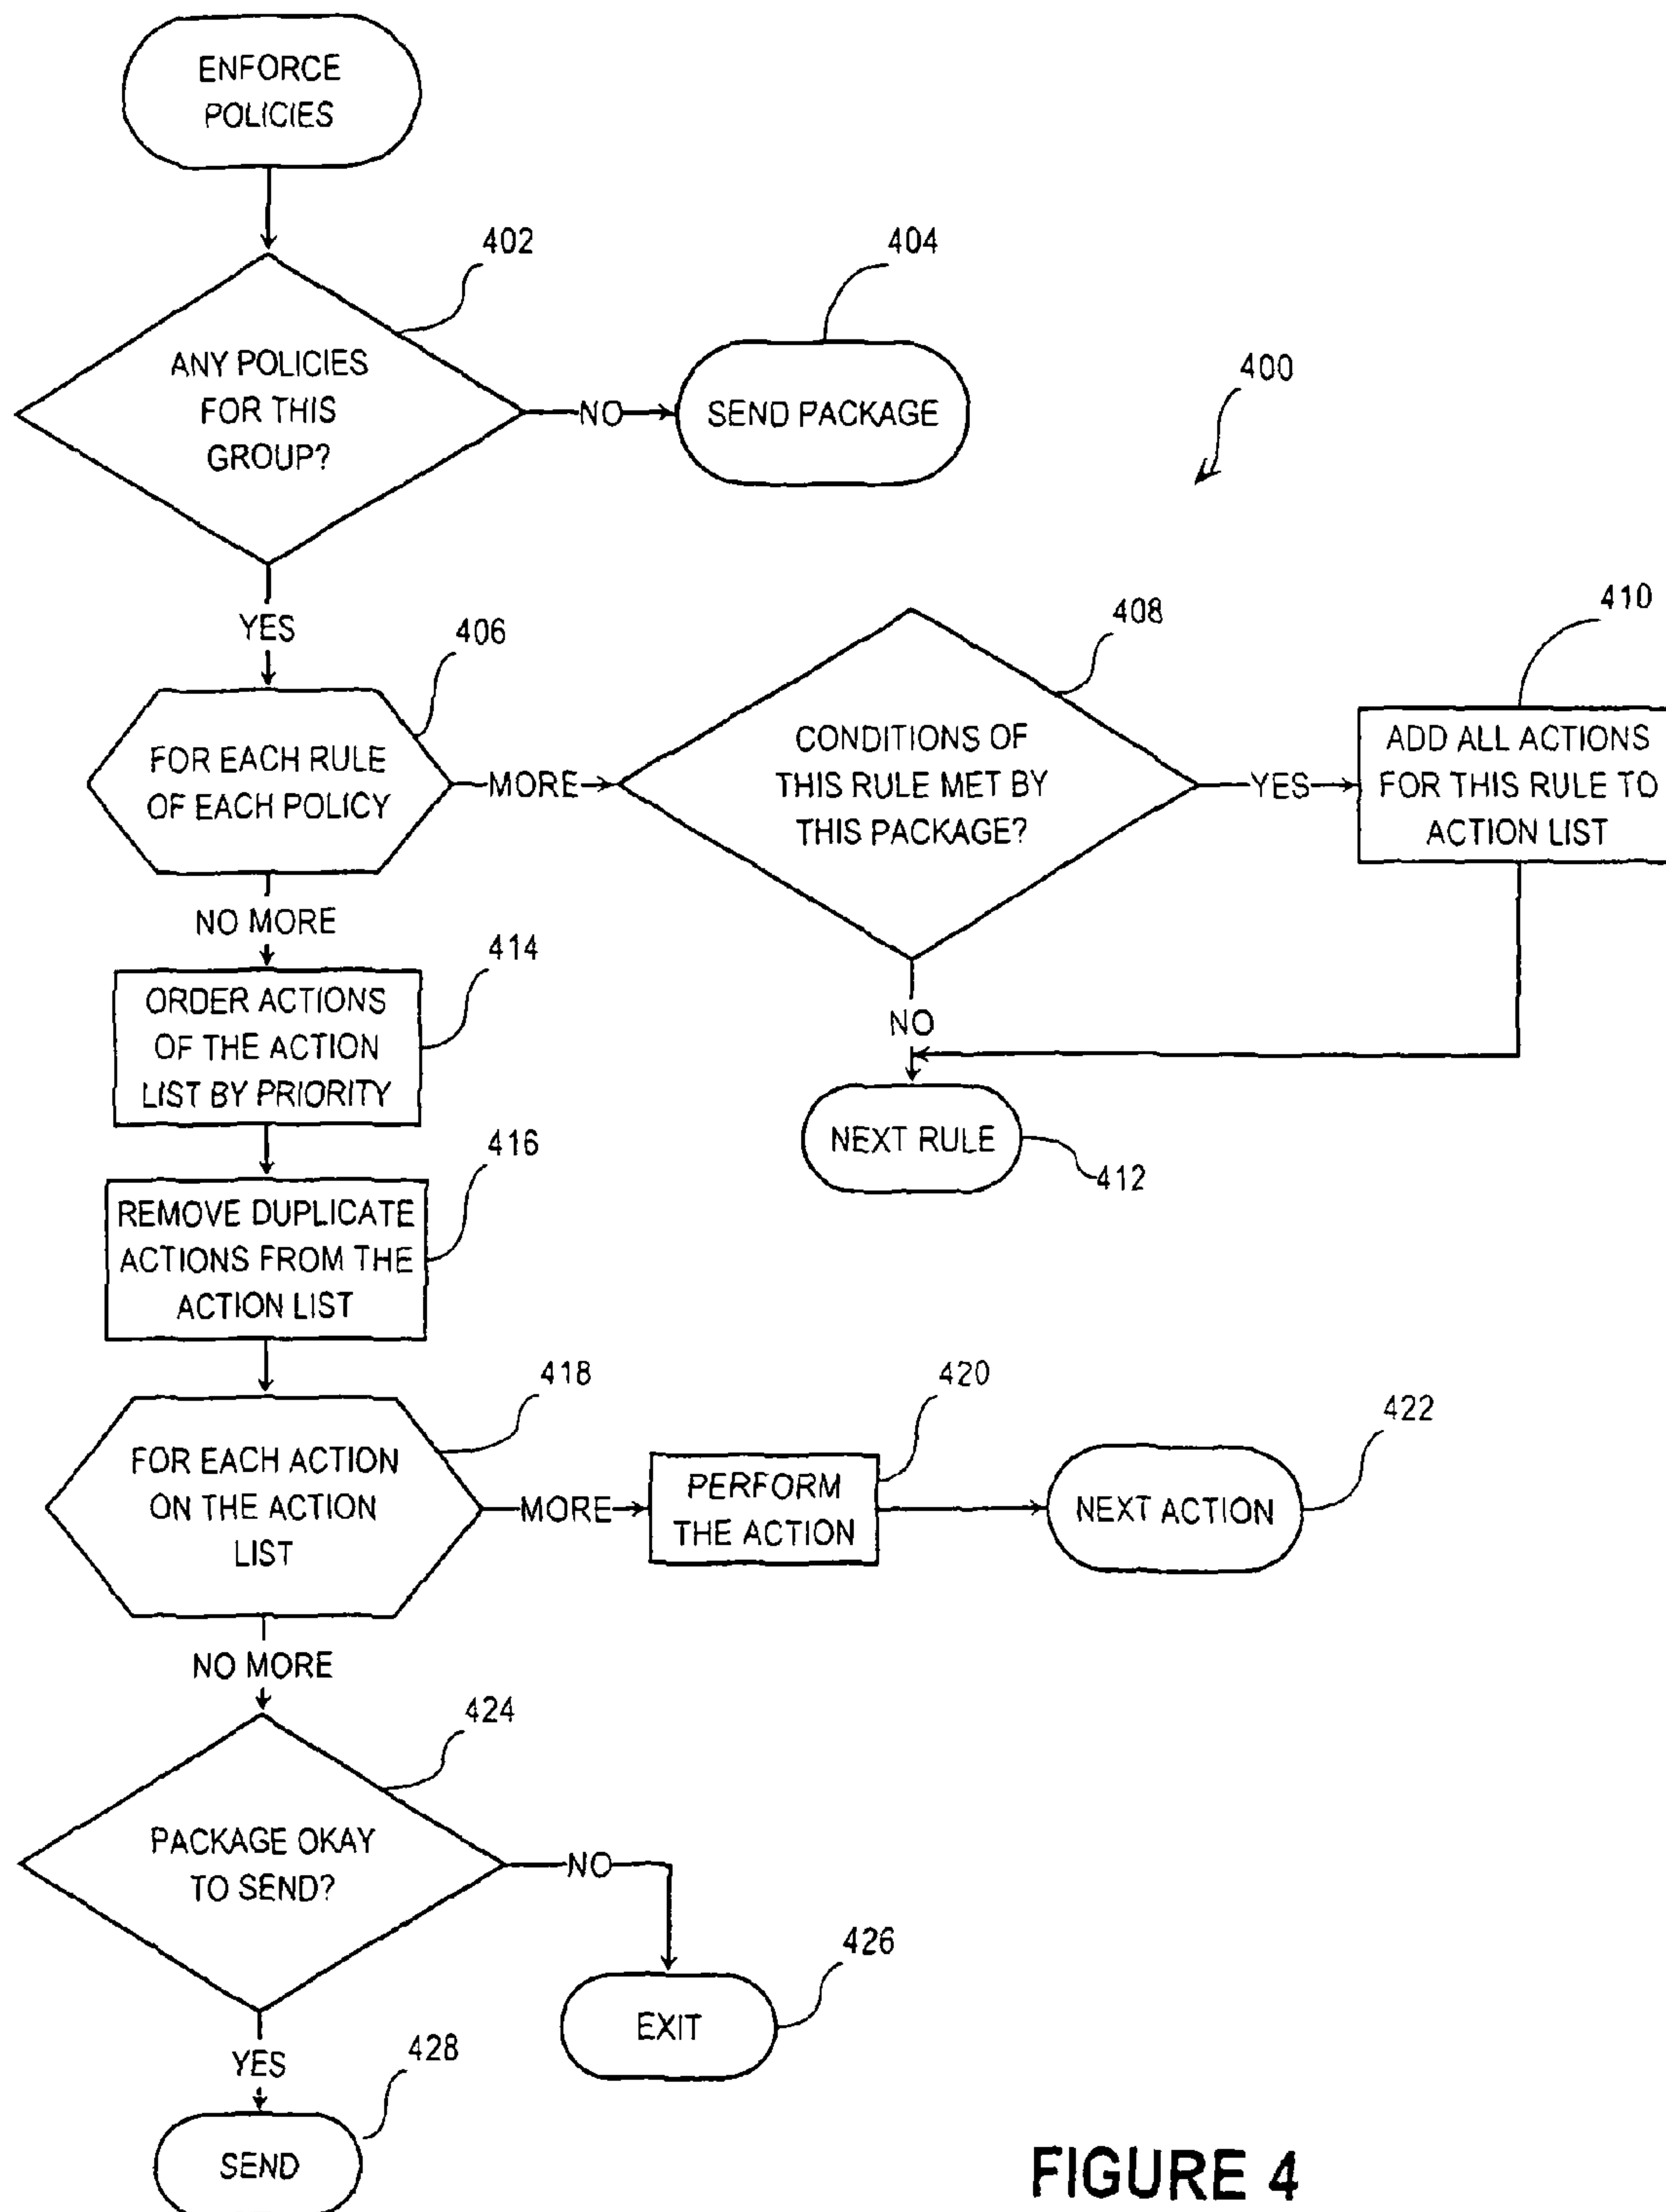 ENFORCE
POLICIES
402
404
ANY POLICIES
FOR THIS
GROUP?
NO
SEND PACKAGE
400
YES
406
408
410
FOR EACH RULE
OF EACH POLICY
MORE
CONDITIONS OF
THIS RULE MET BY
THIS PACKAGE?
YES
ADD ALL ACTIONS
FOR THIS RULE TO
ACTION LIST
NO MORE
414
ORDER ACTIONS
OF THE ACTION
LIST BY PRIORITY
NO
NEXT RULE
412
416
REMOVE DUPLICATE
ACTIONS FROM THE
ACTION LIST
418
420
422
FOR EACH ACTION
ON THE ACTION
LIST
MORE
PERFORM
THE ACTION
NEXT ACTION
NO MORE
424
PACKAGE OKAY
TO SEND?
NO
426
EXIT
YES
428
SEND
FIGURE 4